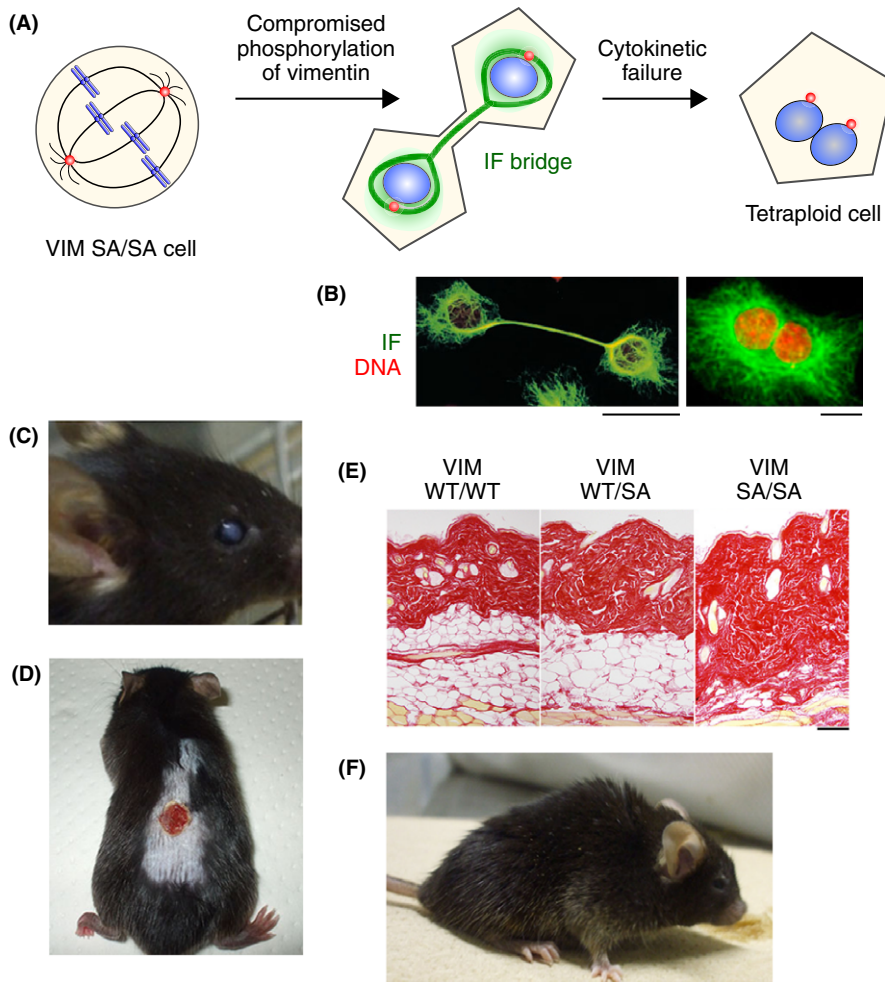 (A)
Compromised
phosphorylation
of vimentin
Cytokinetic
failure
IF bridge
VIM SA/SA cell
Tetraploid cell
(B)
IF
DNA
(C)
(E)
VIM
WT/WT
VIM
WT/SA
VIM
SA/SA
(D)
(F)